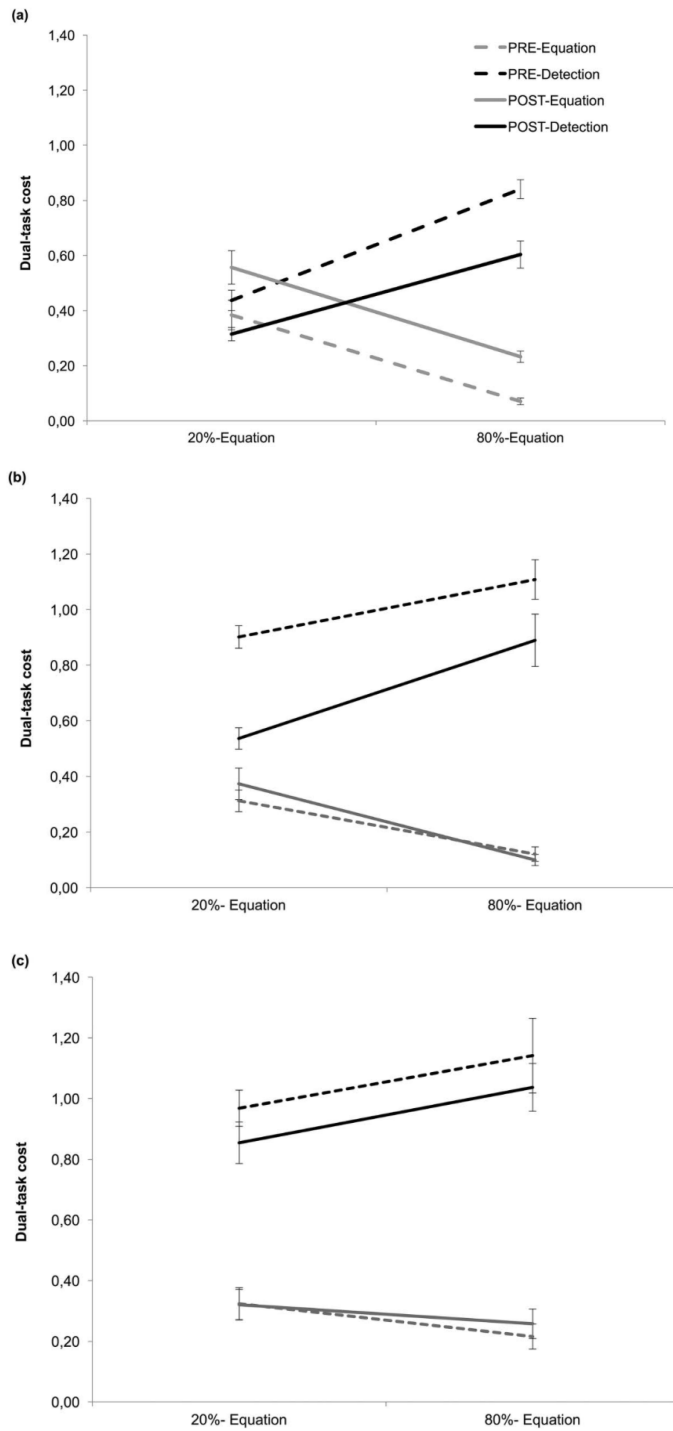 (a)
1,40
1,20
1,00
0,80
0,60
0,40
0,20
0,00
Dual-task cost
PRE-Equation
PRE-Detection
POST-Equation
POST-Detection
20%-Equation
80%-Equation
(b)
1,40
1,20
1,00
0,80
0,60
0,40
0,20
0,00
Dual-task cost
20%- Equation
80%- Equation
(c)
1,40
1,20
1,00
0,80
0,60
0,40
0,20
0,00
Dual-task cost
20%- Equation
80%- Equation